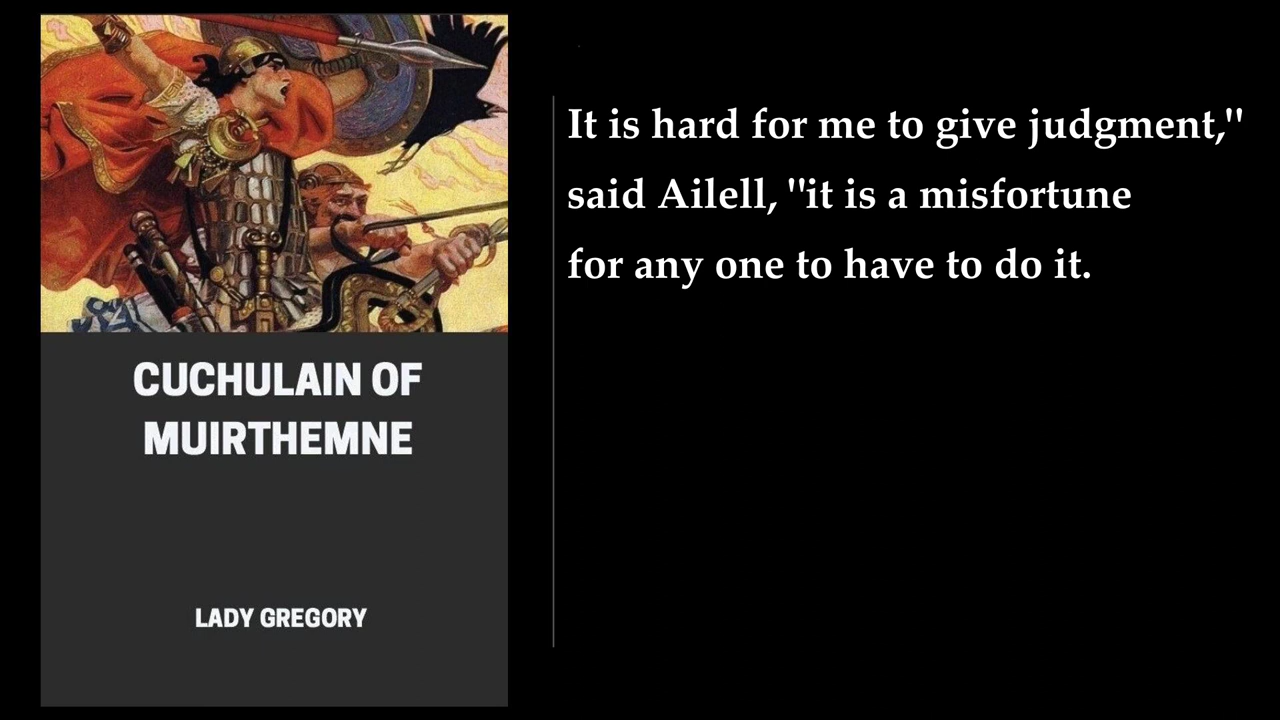 CUCHULAIN OF
MUIRTHEMNE
LADY GREGORY
It is hard for me to give judgment,"
said Ailell, "it is a misfortune
for any one to have to do it.